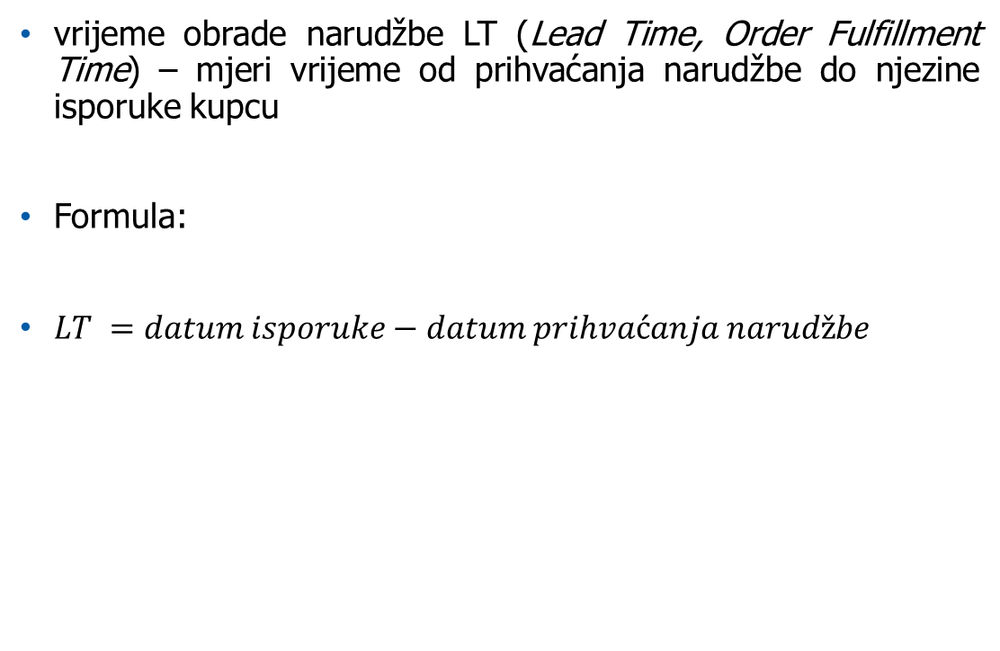 • vrijeme obrade narudžbe LT (Lead Time, Order Fulfillment
Time) – mjeri vrijeme od prihvaćanja narudžbe do njezine
isporuke kupcu
• Formula:
• LT = datum isporuke − datum prihvaćanja narudžbe